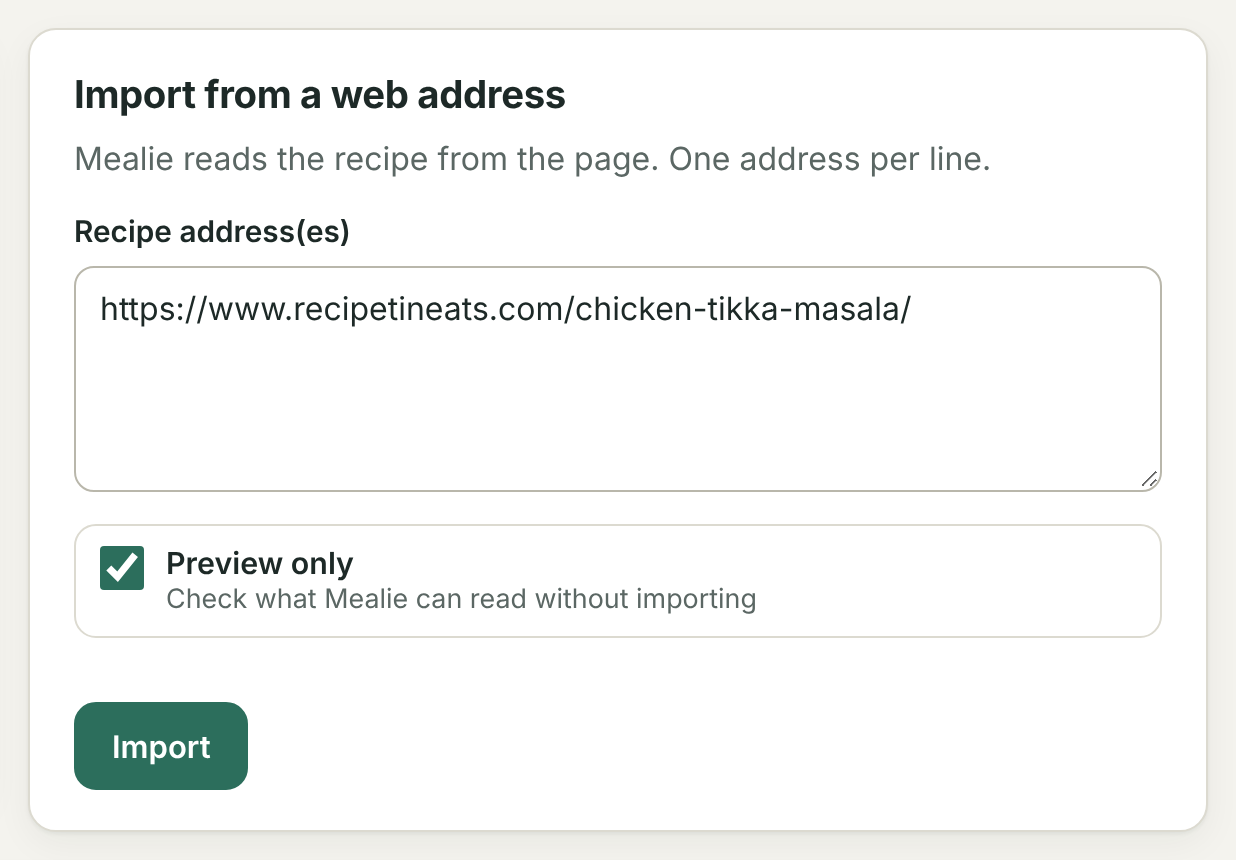 Import from a web address
Mealie reads the recipe from the page. One address per line.
Recipe address(es)
https://www.recipetineats.com/chicken-tikka-masala/
Preview only
Check what Mealie can read without importing
Import